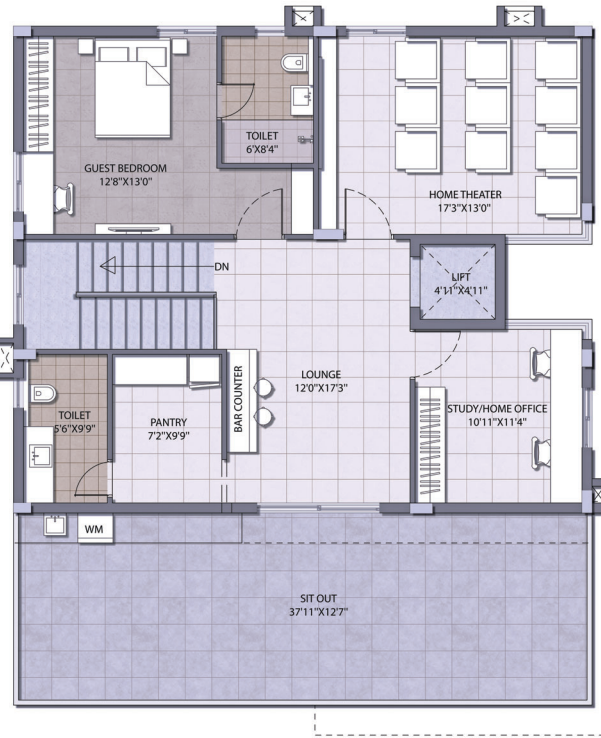 TOILET
6'X8'4"
GUEST BEDROOM
12'8"X13'0"
HOME THEATER
17'3"X13'0"
DN
LIFT
4'11"X4'11"
LOUNGE
12'0"X17'3"
BAR COUNTER
STUDY/HOME OFFICE
10'11"X11'4"
TOILET
5'6"X9'9"
PANTRY
7'2"X9'9"
WM
SIT OUT
37'11"X12'7"